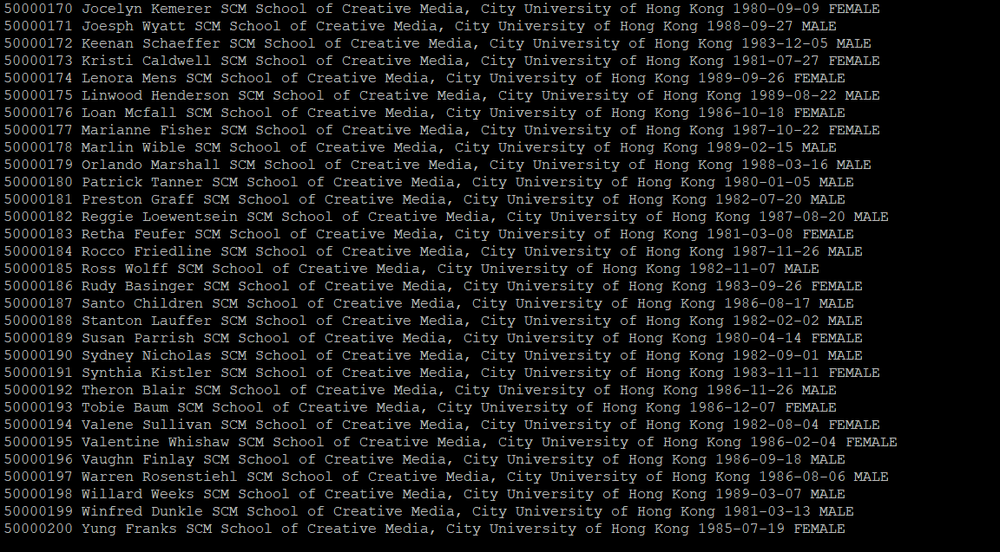 50000170 Jocelyn Kemerer SCM School of Creative Media, City University of Hong Kong 1980-09-09 FEMALE
50000171 Joesph Wyatt SCM School of Creative Media, City University of Hong Kong 1988-09-27 MALE
50000172 Keenan Schaeffer SCM School of Creative Media, City University of Hong Kong 1983-12-05 MALE
50000173 Kristi Caldwell SCM School of Creative Media, City University of Hong Kong 1981-07-27 FEMALE
50000174 Lenora Mens SCM School of Creative Media, City University of Hong Kong 1989-09-26 FEMALE
50000175 Linwood Henderson SCM School of Creative Media, City University of Hong Kong 1989-08-22 MALE
50000176 Loan Mcfall SCM School of Creative Media, City University of Hong Kong 1986-10-18 FEMALE
50000177 Marianne Fisher SCM School of Creative Media, City University of Hong Kong 1987-10-22 FEMALE
50000178 Marlin Wible SCM School of Creative Media, City University of Hong Kong 1989-02-15 MALE
50000179 Orlando Marshall SCM School of Creative Media, City University of Hong Kong 1988-03-16 MALE
50000180 Patrick Tanner SCM School of Creative Media, City University of Hong Kong 1980-01-05 MALE
50000181 Preston Graff SCM School of Creative Media, City University of Hong Kong 1982-07-20 MALE
50000182 Reggie Loewentsein SCM School of Creative Media, City University of Hong Kong 1987-08-20 MALE
50000183 Retha Feufer SCM School of Creative Media, City University of Hong Kong 1981-03-08 FEMALE
50000184 Rocco Friedline SCM School of Creative Media, City University of Hong Kong 1987-11-26 MALE
50000185 Ross Wolff SCM School of Creative Media, City University of Hong Kong 1982-11-07 MALE
50000186 Rudy Basinger SCM School of Creative Media, City University of Hong Kong 1983-09-26 FEMALE
50000187 Santo Children SCM School of Creative Media, City University of Hong Kong 1986-08-17 MALE
50000188 Stanton Lauffer SCM School of Creative Media, City University of Hong Kong 1982-02-02 MALE
50000189 Susan Parrish SCM School of Creative Media, City University of Hong Kong 1980-04-14 FEMALE
50000190 Sydney Nicholas SCM School of Creative Media, City University of Hong Kong 1982-09-01 MALE
50000191 Synthia Kistler SCM School of Creative Media, City University of Hong Kong 1983-11-11 FEMALE
50000192 Theron Blair SCM School of Creative Media, City University of Hong Kong 1986-11-26 MALE
50000193 Tobie Baum SCM School of Creative Media, City University of Hong Kong 1986-12-07 FEMALE
50000194 Valene Sullivan SCM School of Creative Media, City University of Hong Kong 1982-08-04 FEMALE
50000195 Valentine Whishaw SCM School of Creative Media, City University of Hong Kong 1986-02-04 FEMALE
50000196 Vaughn Finlay SCM School of Creative Media, City University of Hong Kong 1986-09-18 MALE
50000197 Warren Rosenstiehl SCM School of Creative Media, City University of Hong Kong 1986-08-06 MALE
50000198 Willard Weeks SCM School of Creative Media, City University of Hong Kong 1989-03-07 MALE
50000199 Winfred Dunkle SCM School of Creative Media, City University of Hong Kong 1981-03-13 MALE
50000200 Yung Franks SCM School of Creative Media, City University of Hong Kong 1985-07-19 FEMALE